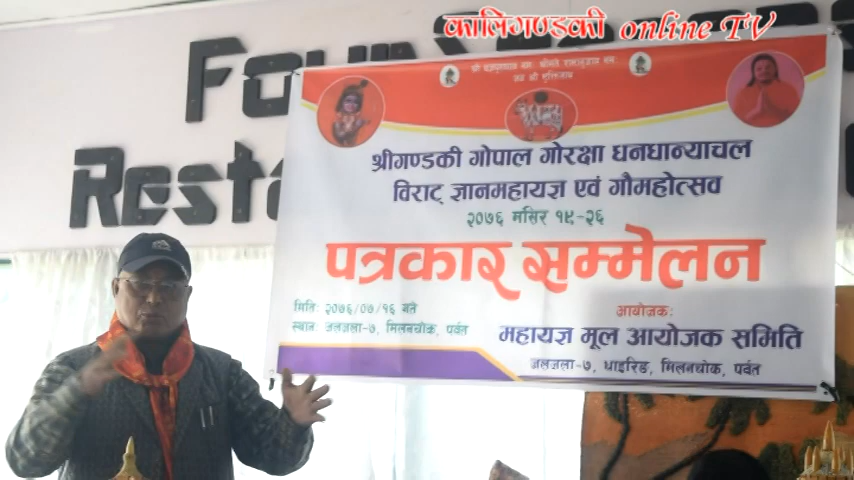 कालिगण्डकी online TV
श्रीगण्डकी गोपाल गोरक्षा धनधान्याचल
विराट् ज्ञानमहायज्ञ एवं गौमहोत्सव
२०७६ मंसिर १९-२६
पत्रकार सम्मेलन
मिति: २०७६/०७/१६ गते
स्थान: जलजला-७, मिलनचोक, पर्वत
आयोजक:
महायज्ञ मूल आयोजक समिति
जलजला-७, धाइरिङ, मिलनचोक, पर्वत